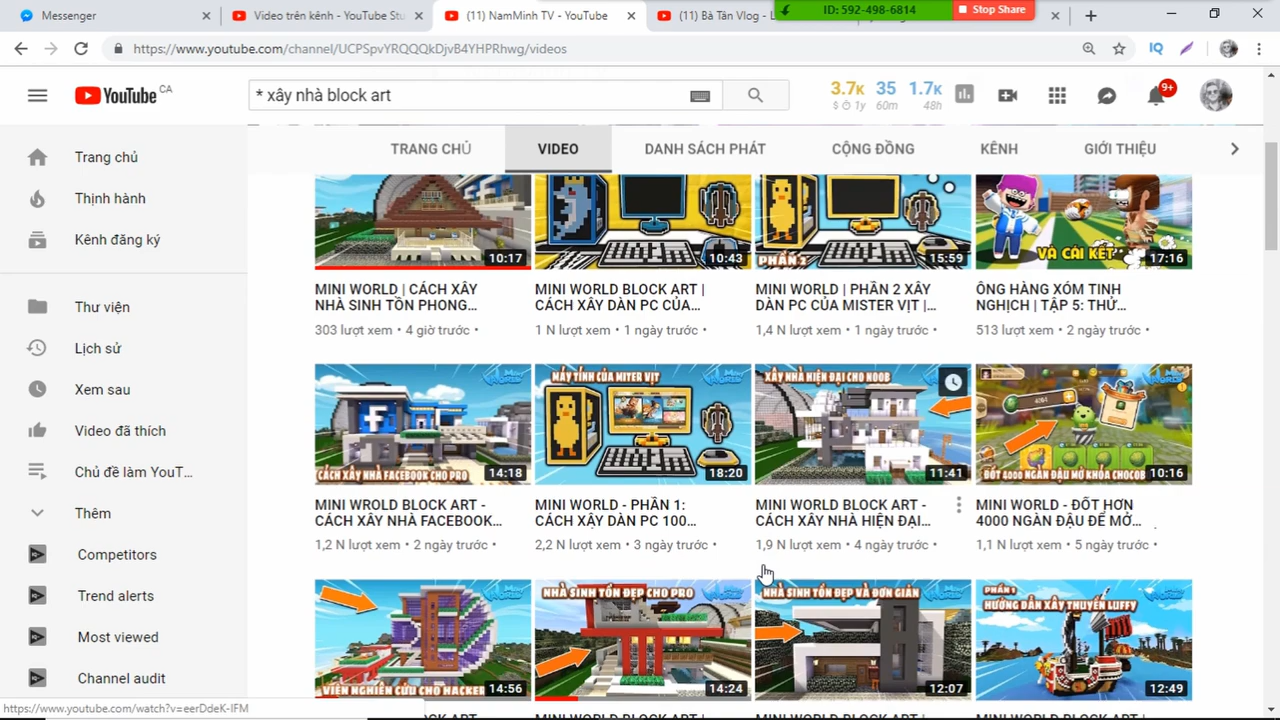 Messenger
Video trên kênh - YouTube Stu
(11) NamMinh TV - YouTube
(11) Bà Tân Vlog - L
ID: 592-498-6814
Stop Share
https://www.youtube.com/channel/UCPSpvYRQQQkDjvB4YHPRhwg/videos
IQ
YouTube CA
* xây nhà block art
3.7K 35 1.7K
$ 1y 60m 48h
9+
TRANG CHỦ
VIDEO
DANH SÁCH PHÁT
CỘNG ĐỒNG
KÊNH
GIỚI THIỆU
Trang chủ
Thịnh hành
Kênh đăng ký
Thư viện
Lịch sử
Xem sau
Video đã thích
Chủ đề làm YouT...
Thêm
Competitors
Trend alerts
Most viewed
Channel audit
10:17
10:43
PHẦN 2
15:59
VÀ CÁI KẾT
17:16
MINI WORLD | CÁCH XÂY
NHÀ SINH TỒN PHONG...
303 lượt xem • 4 giờ trước •
MINI WORLD BLOCK ART |
CÁCH XÂY DÀN PC CỦA...
1 N lượt xem • 1 ngày trước •
MINI WORLD | PHẦN 2 XÂY
DÀN PC CỦA MISTER VỊT |...
1,4 N lượt xem • 1 ngày trước •
ÔNG HÀNG XÓM TINH
NGHỊCH | TẬP 5: THỬ...
513 lượt xem • 2 ngày trước •
CÁCH XÂY NHÀ FACEBOOK CHO PRO
14:18
MÁY TÍNH CỦA MITER VỊT
18:20
XÂY NHÀ HIỆN ĐẠI CHO NOOB
11:41
ĐỐT 4000 NGÀN ĐẬU MỞ KHÓA CHOCOB
10:16
MINI WROLD BLOCK ART -
CÁCH XÂY NHÀ FACEBOOK...
1,2 N lượt xem • 2 ngày trước •
MINI WORLD - PHẦN 1:
CÁCH XÂY DÀN PC 100...
2,2 N lượt xem • 3 ngày trước •
MINI WORLD BLOCK ART -
CÁCH XÂY NHÀ HIỆN ĐẠI...
1,9 N lượt xem • 4 ngày trước •
MINI WORLD - ĐỐT HƠN
4000 NGÀN ĐẬU ĐỂ MỞ...
1,1 N lượt xem • 5 ngày trước •
VIỆN NGHIÊN CỨU CHO HACKER
14:56
NHÀ SINH TỒN ĐẸP CHO PRO
14:24
NHÀ SINH TỒN ĐẸP VÀ ĐƠN GIẢN
12:07
PHẦN 1
HƯỚNG DẪN XÂY THUYỀN LUFFY
12:49
https://www.youtube.com/watch?v=eerDdeK-IFM